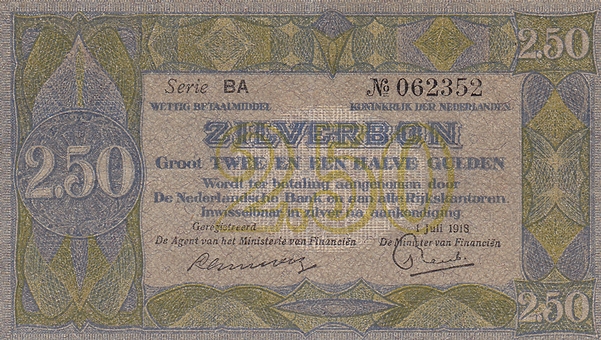 2.50
Serie BA № 062352
WETTIG BETAALMIDDEL KONINKRIJK DER NEDERLANDEN
ZILVERBON
Groot TWEE EN EEN HALVE GULDEN
2.50
Wordt ter betaling aangenomen door
De Nederlandsche Bank en aan alle Rijkskantoren.
Inwisselbaar in zilver na aankondiging
Geregistreerd 1 Juli 1918
De Agent van het Ministerie van Financiën De Minister van Financiën
2.50
2.50